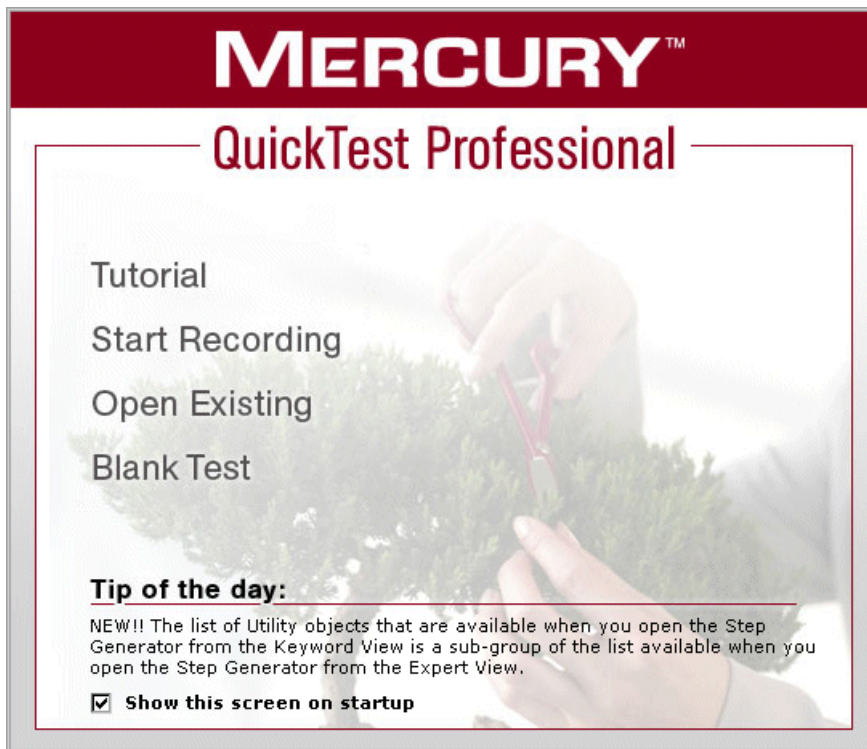 MERCURY™
QuickTest Professional
Tutorial
Start Recording
Open Existing
Blank Test
Tip of the day:
NEW!! The list of Utility objects that are available when you open the Step
Generator from the Keyword View is a sub-group of the list available when you
open the Step Generator from the Expert View.
Show this screen on startup